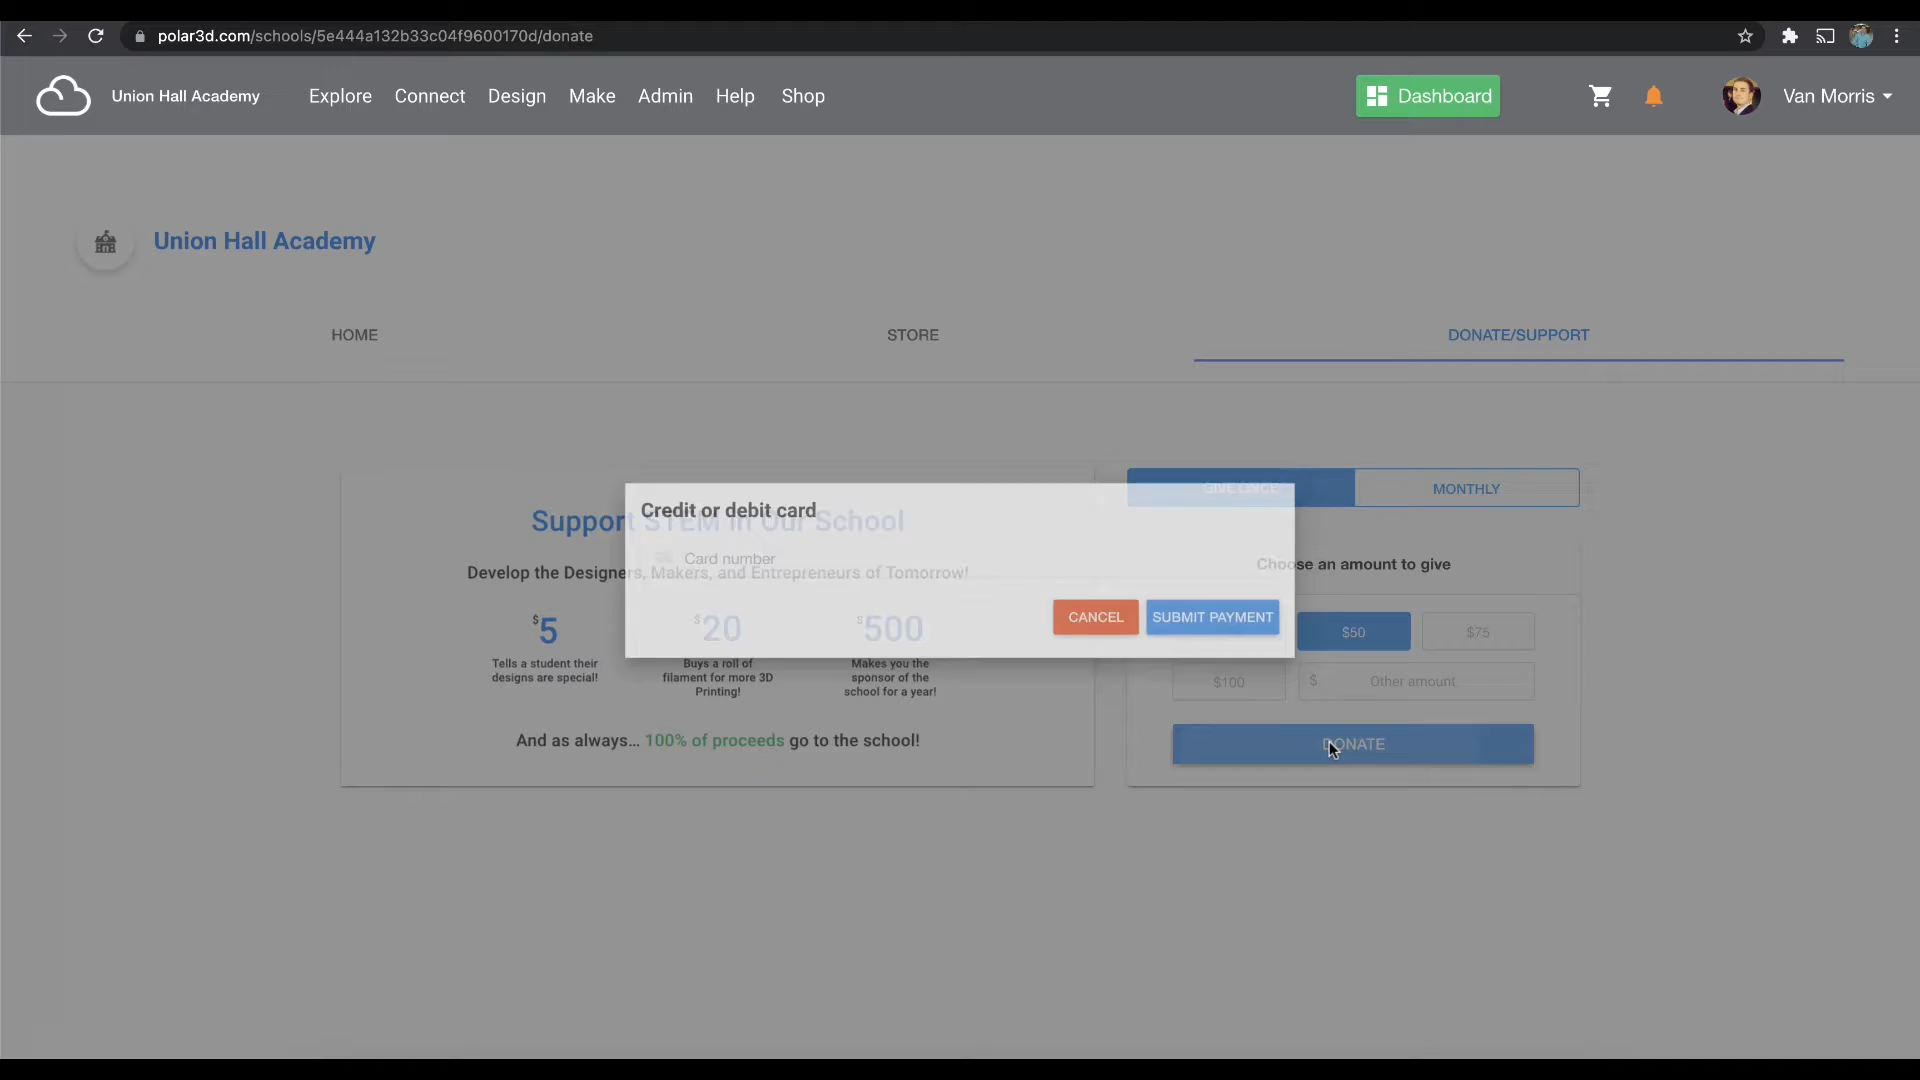 polar3d.com/schools/5e444a132b33c04f9600170d/donate
Union Hall Academy
Explore
Connect
Design
Make
Admin
Help
Shop
Dashboard
Van Morris
Union Hall Academy
HOME
STORE
DONATE/SUPPORT
Support STEM in Our School
Develop the Designers, Makers, and Entrepreneurs of Tomorrow!
$5
Tells a student their
designs are special!
$20
Buys a roll of
filament for more 3D
Printing!
$500
Makes you the
sponsor of the
school for a year!
And as always... 100% of proceeds go to the school!
Credit or debit card
Card number
CANCEL
SUBMIT PAYMENT
GIVE ONCE
MONTHLY
Choose an amount to give
$50
$75
$100
$ Other amount
DONATE